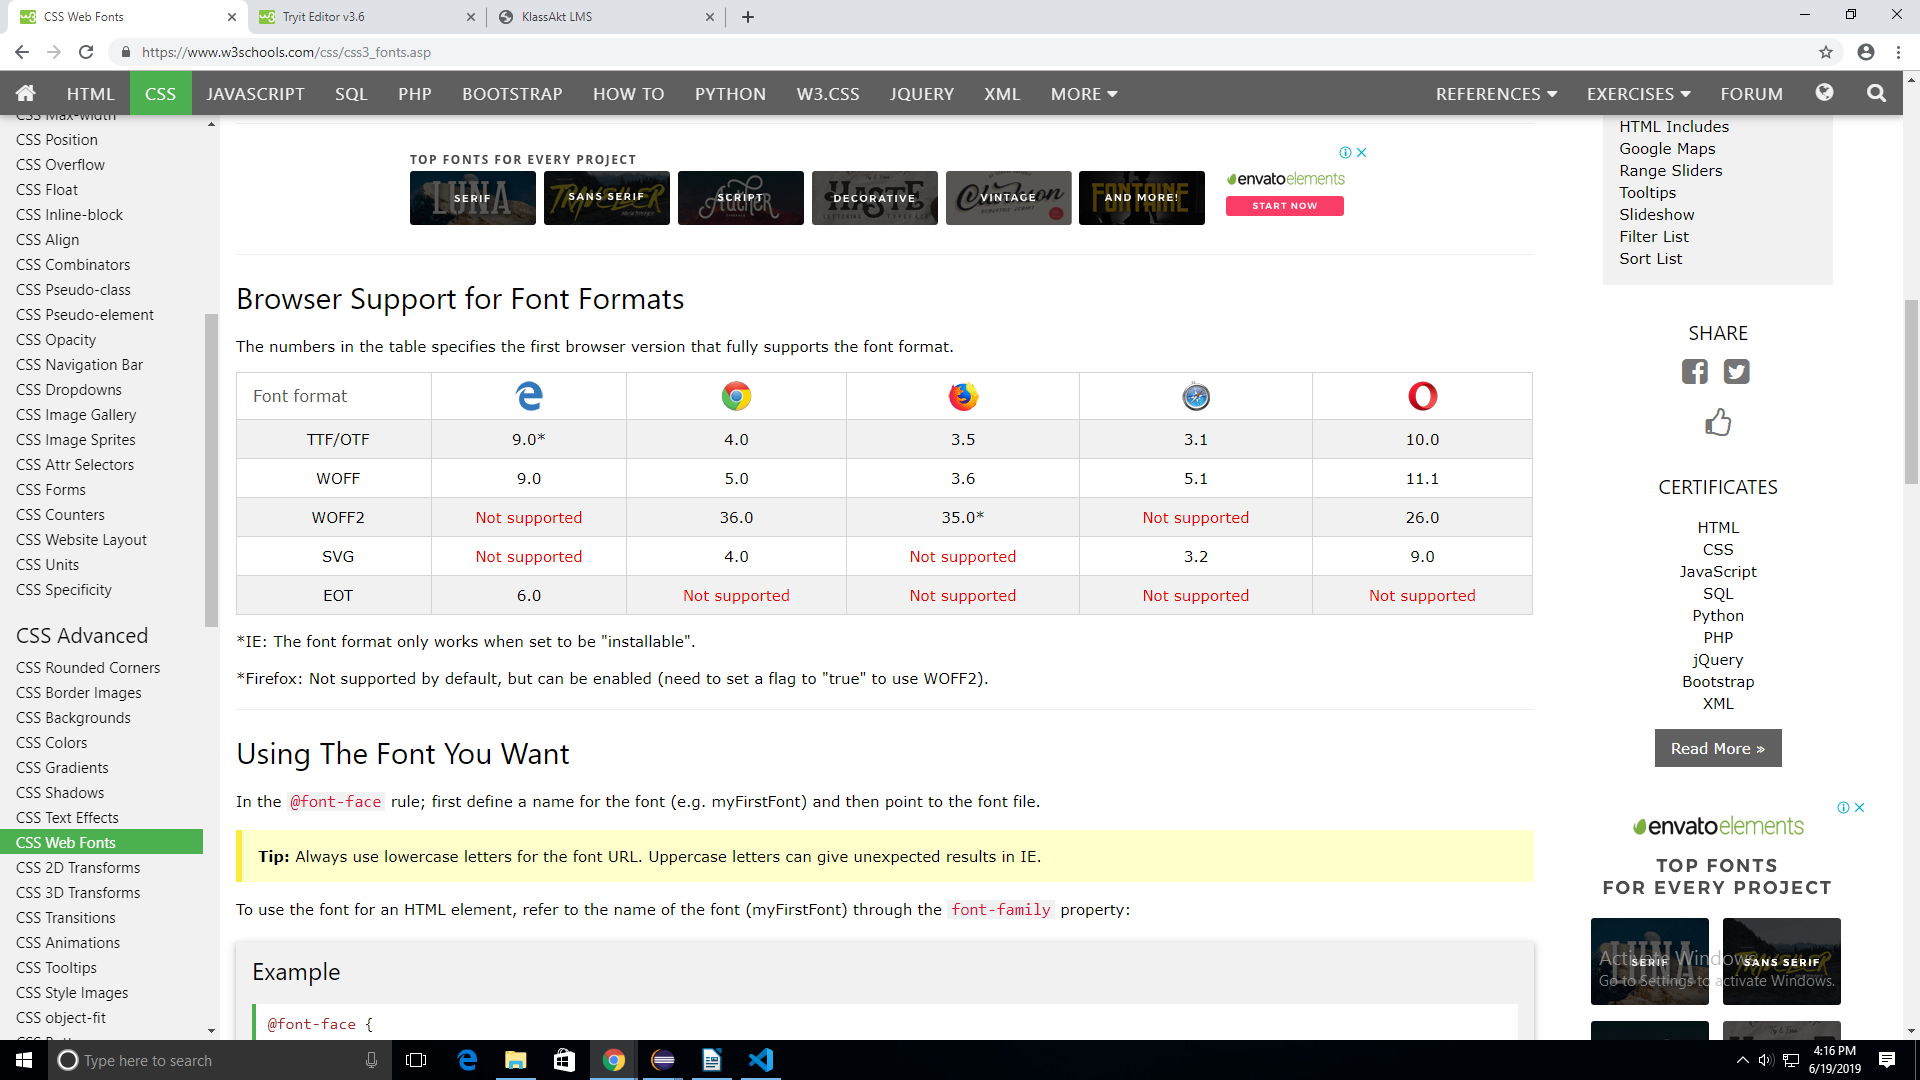 CSS Web Fonts
Tryit Editor v3.6
KlassAkt LMS
https://www.w3schools.com/css/css3_fonts.asp
HTML
CSS
JAVASCRIPT
SQL
PHP
BOOTSTRAP
HOW TO
PYTHON
W3.CSS
JQUERY
XML
MORE
REFERENCES
EXERCISES
FORUM
CSS Max-width
CSS Position
CSS Overflow
CSS Float
CSS Inline-block
CSS Align
CSS Combinators
CSS Pseudo-class
CSS Pseudo-element
CSS Opacity
CSS Navigation Bar
CSS Dropdowns
CSS Image Gallery
CSS Image Sprites
CSS Attr Selectors
CSS Forms
CSS Counters
CSS Website Layout
CSS Units
CSS Specificity
CSS Advanced
CSS Rounded Corners
CSS Border Images
CSS Backgrounds
CSS Colors
CSS Gradients
CSS Shadows
CSS Text Effects
CSS Web Fonts
CSS 2D Transforms
CSS 3D Transforms
CSS Transitions
CSS Animations
CSS Tooltips
CSS Style Images
CSS object-fit
TOP FONTS FOR EVERY PROJECT
LUNA SERIF
SANS SERIF
SCRIPT
HASTE DECORATIVE
VINTAGE
FONTAINE AND MORE!
envatoelements
START NOW
Browser Support for Font Formats
The numbers in the table specifies the first browser version that fully supports the font format.
Font format
TTF/OTF 9.0* 4.0 3.5 3.1 10.0
WOFF 9.0 5.0 3.6 5.1 11.1
WOFF2 Not supported 36.0 35.0* Not supported 26.0
SVG Not supported 4.0 Not supported 3.2 9.0
EOT 6.0 Not supported Not supported Not supported Not supported
*IE: The font format only works when set to be "installable".
*Firefox: Not supported by default, but can be enabled (need to set a flag to "true" to use WOFF2).
Using The Font You Want
In the @font-face rule; first define a name for the font (e.g. myFirstFont) and then point to the font file.
Tip: Always use lowercase letters for the font URL. Uppercase letters can give unexpected results in IE.
To use the font for an HTML element, refer to the name of the font (myFirstFont) through the font-family property:
Example
@font-face {
HTML Includes
Google Maps
Range Sliders
Tooltips
Slideshow
Filter List
Sort List
SHARE
CERTIFICATES
HTML
CSS
JavaScript
SQL
Python
PHP
jQuery
Bootstrap
XML
Read More »
envatoelements
TOP FONTS
FOR EVERY PROJECT
LUNA SERIF
SANS SERIF
Activate Windows
Go to Settings to activate Windows.
Type here to search
4:16 PM
6/19/2019